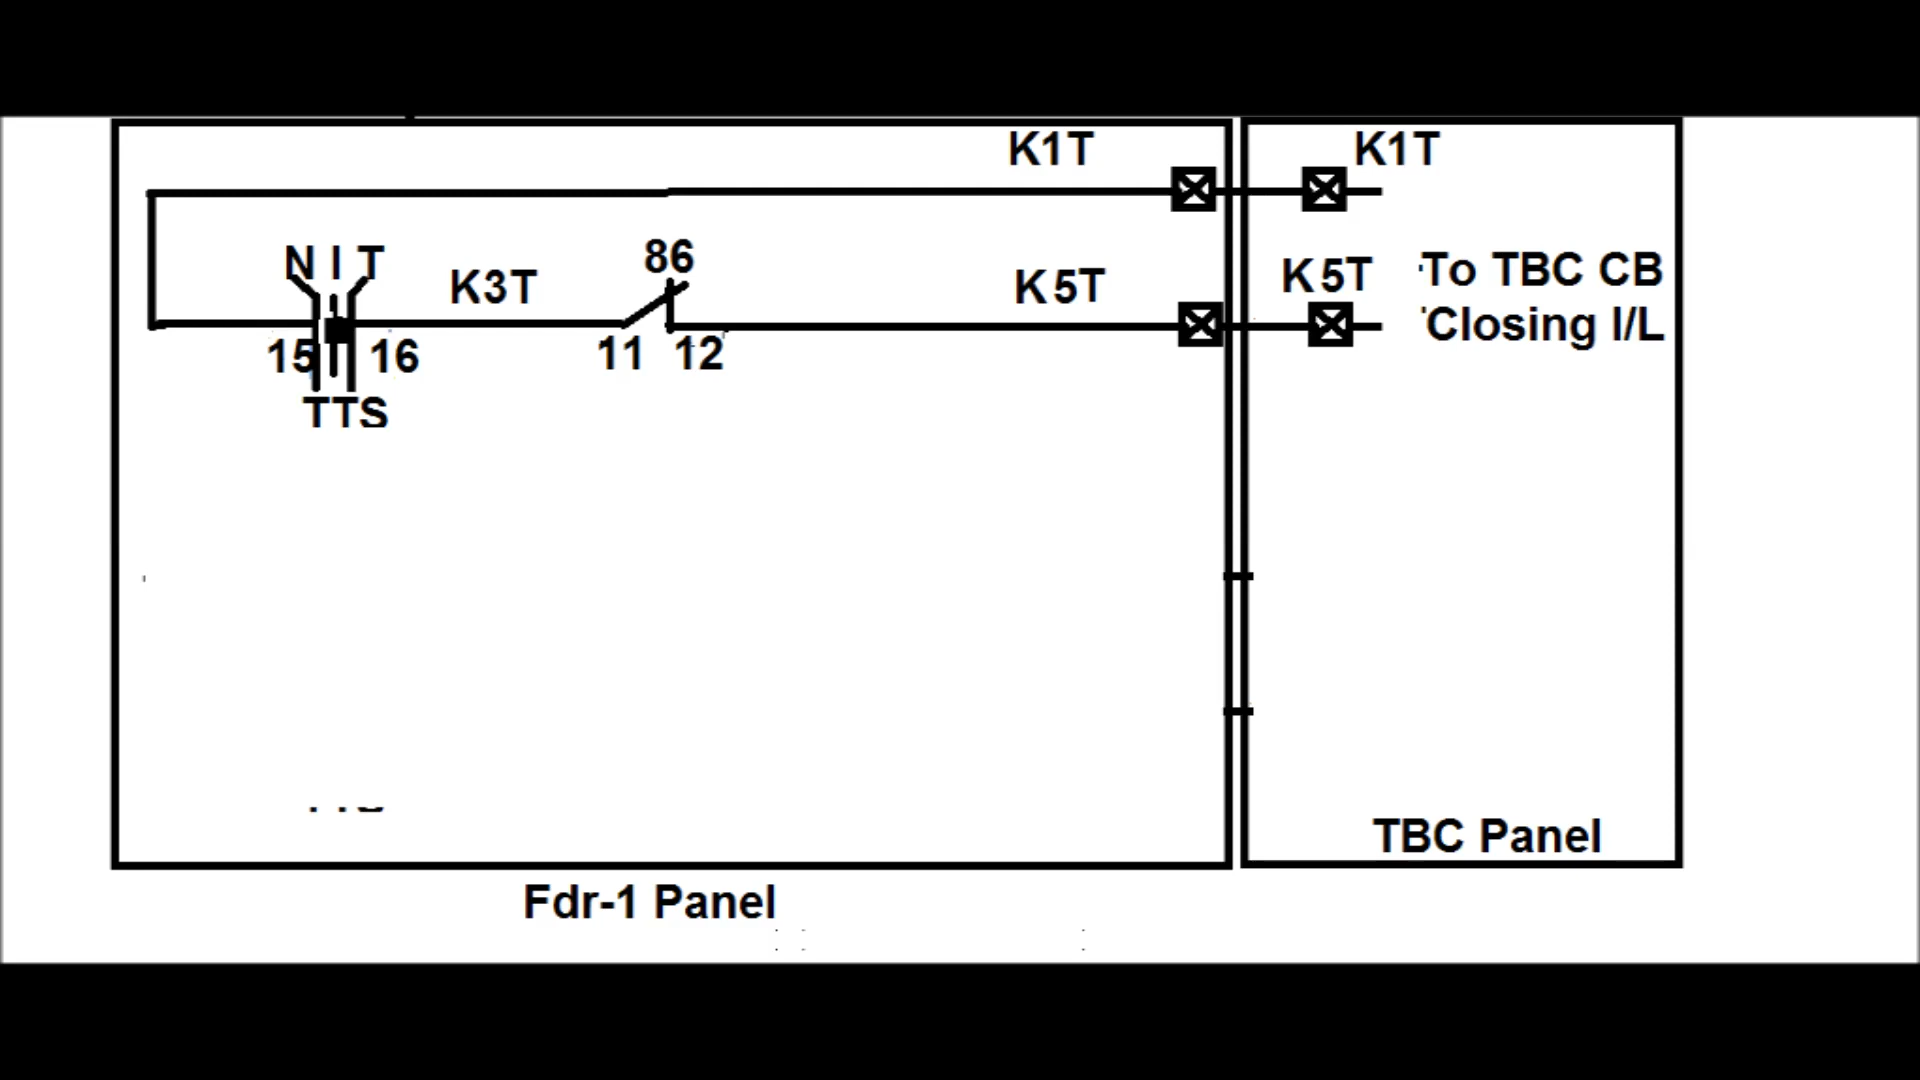 K1T
K1T
N I T
K3T
86
K5T
K5T
To TBC CB
Closing I/L
15
16
11
12
TTS
TBC Panel
Fdr-1 Panel